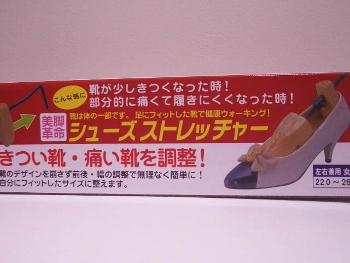 こんな時に
靴が少しきつくなった時！
部分的に痛くて履きにくくなった時！
美脚
革命
靴は体の一部です。足にフィットした靴で健康ウォーキング！
シューズストレッチャー
きつい靴・痛い靴を調整！
靴のデザインを崩さず前後・幅の調整で無理なく簡単に！
自分にフィットしたサイズに整えます。
左右兼用 女
22.0～26